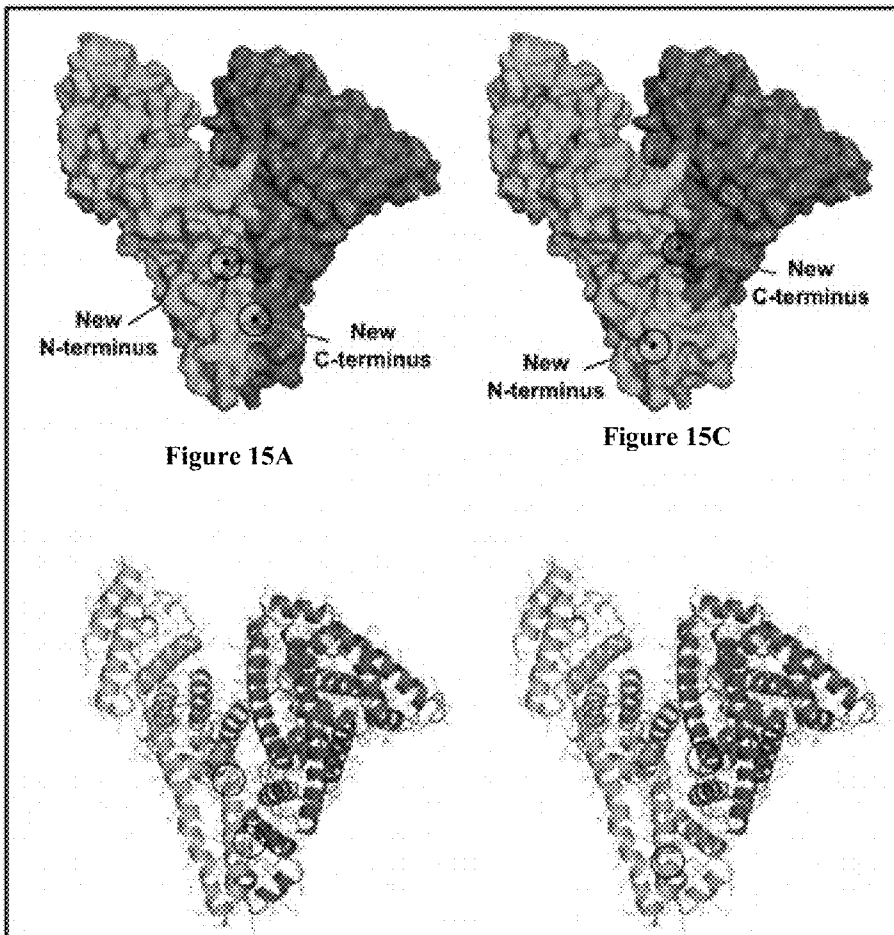 New
N-terminus
New
C-terminus
Figure 15A
New
C-terminus
New
N-terminus
Figure 15C